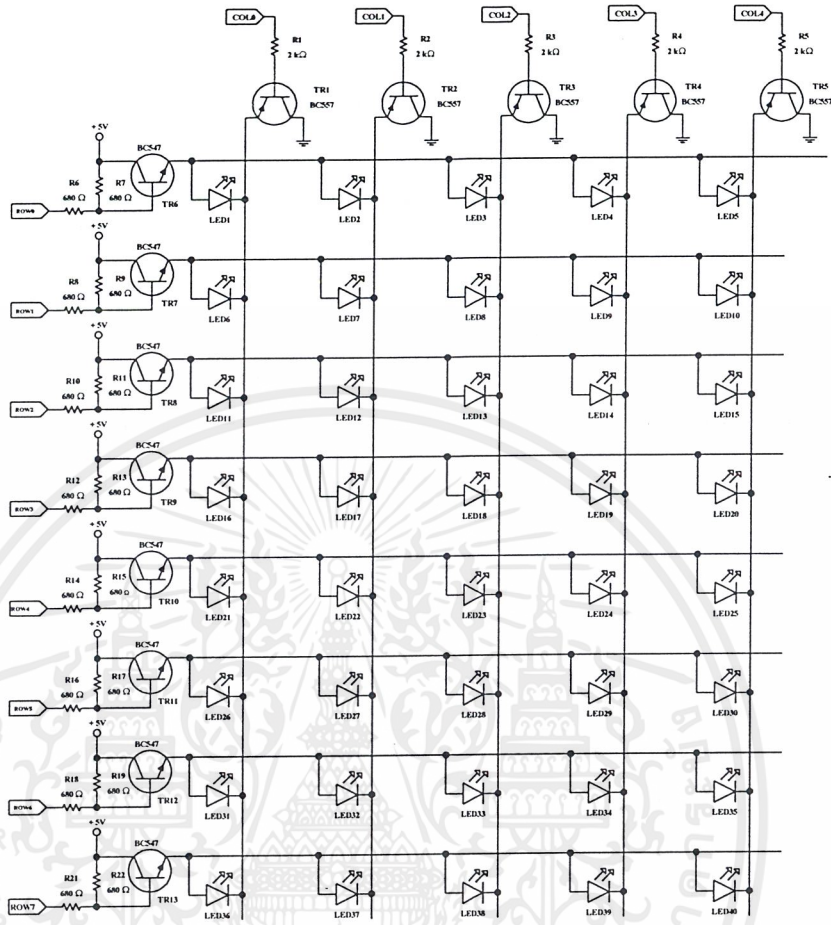 COL0 COL1 COL2 COL3 COL4
R1 R2 R3 R4 R5
2 kΩ 2 kΩ 2 kΩ 2 kΩ 2 kΩ
TR1 TR2 TR3 TR4 TR5
BC557 BC557 BC557 BC557 BC557
+ 5V
BC547
R6 R7
680 Ω 680 Ω
ROW0 TR6
LED1 LED2 LED3 LED4 LED5
+ 5V
BC547
R8 R9
680 Ω 680 Ω
ROW1 TR7
LED6 LED7 LED8 LED9 LED10
+ 5V
BC547
R10 R11
680 Ω 680 Ω
ROW2 TR8
LED11 LED12 LED13 LED14 LED15
+ 5V
BC547
R12 R13
680 Ω 680 Ω
ROW3 TR9
LED16 LED17 LED18 LED19 LED20
+ 5V
BC547
R14 R15
680 Ω 680 Ω
ROW4 TR10
LED21 LED22 LED23 LED24 LED25
+ 5V
BC547
R16 R17
680 Ω 680 Ω
ROW5 TR11
LED26 LED27 LED28 LED29 LED30
+ 5V
BC547
R18 R19
680 Ω 680 Ω
ROW6 TR12
LED31 LED32 LED33 LED34 LED35
+ 5V
BC547
R21 R22
680 Ω 680 Ω
ROW7 TR13
LED36 LED37 LED38 LED39 LED40